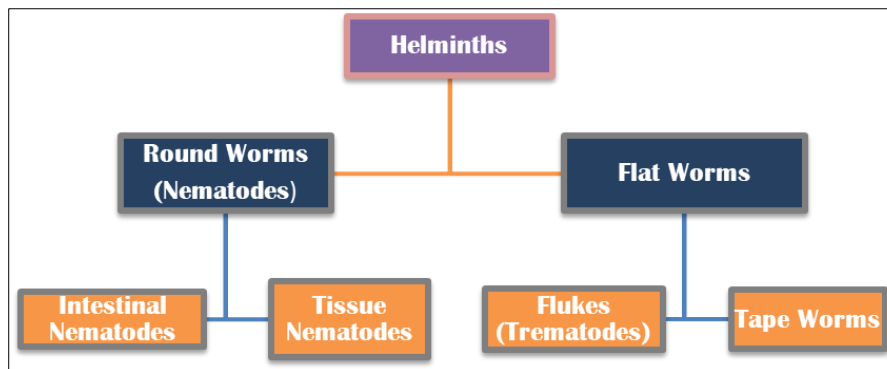 Helminths
Round Worms
(Nematodes)
Flat Worms
Intestinal
Nematodes
Tissue
Nematodes
Flukes
(Trematodes)
Tape Worms